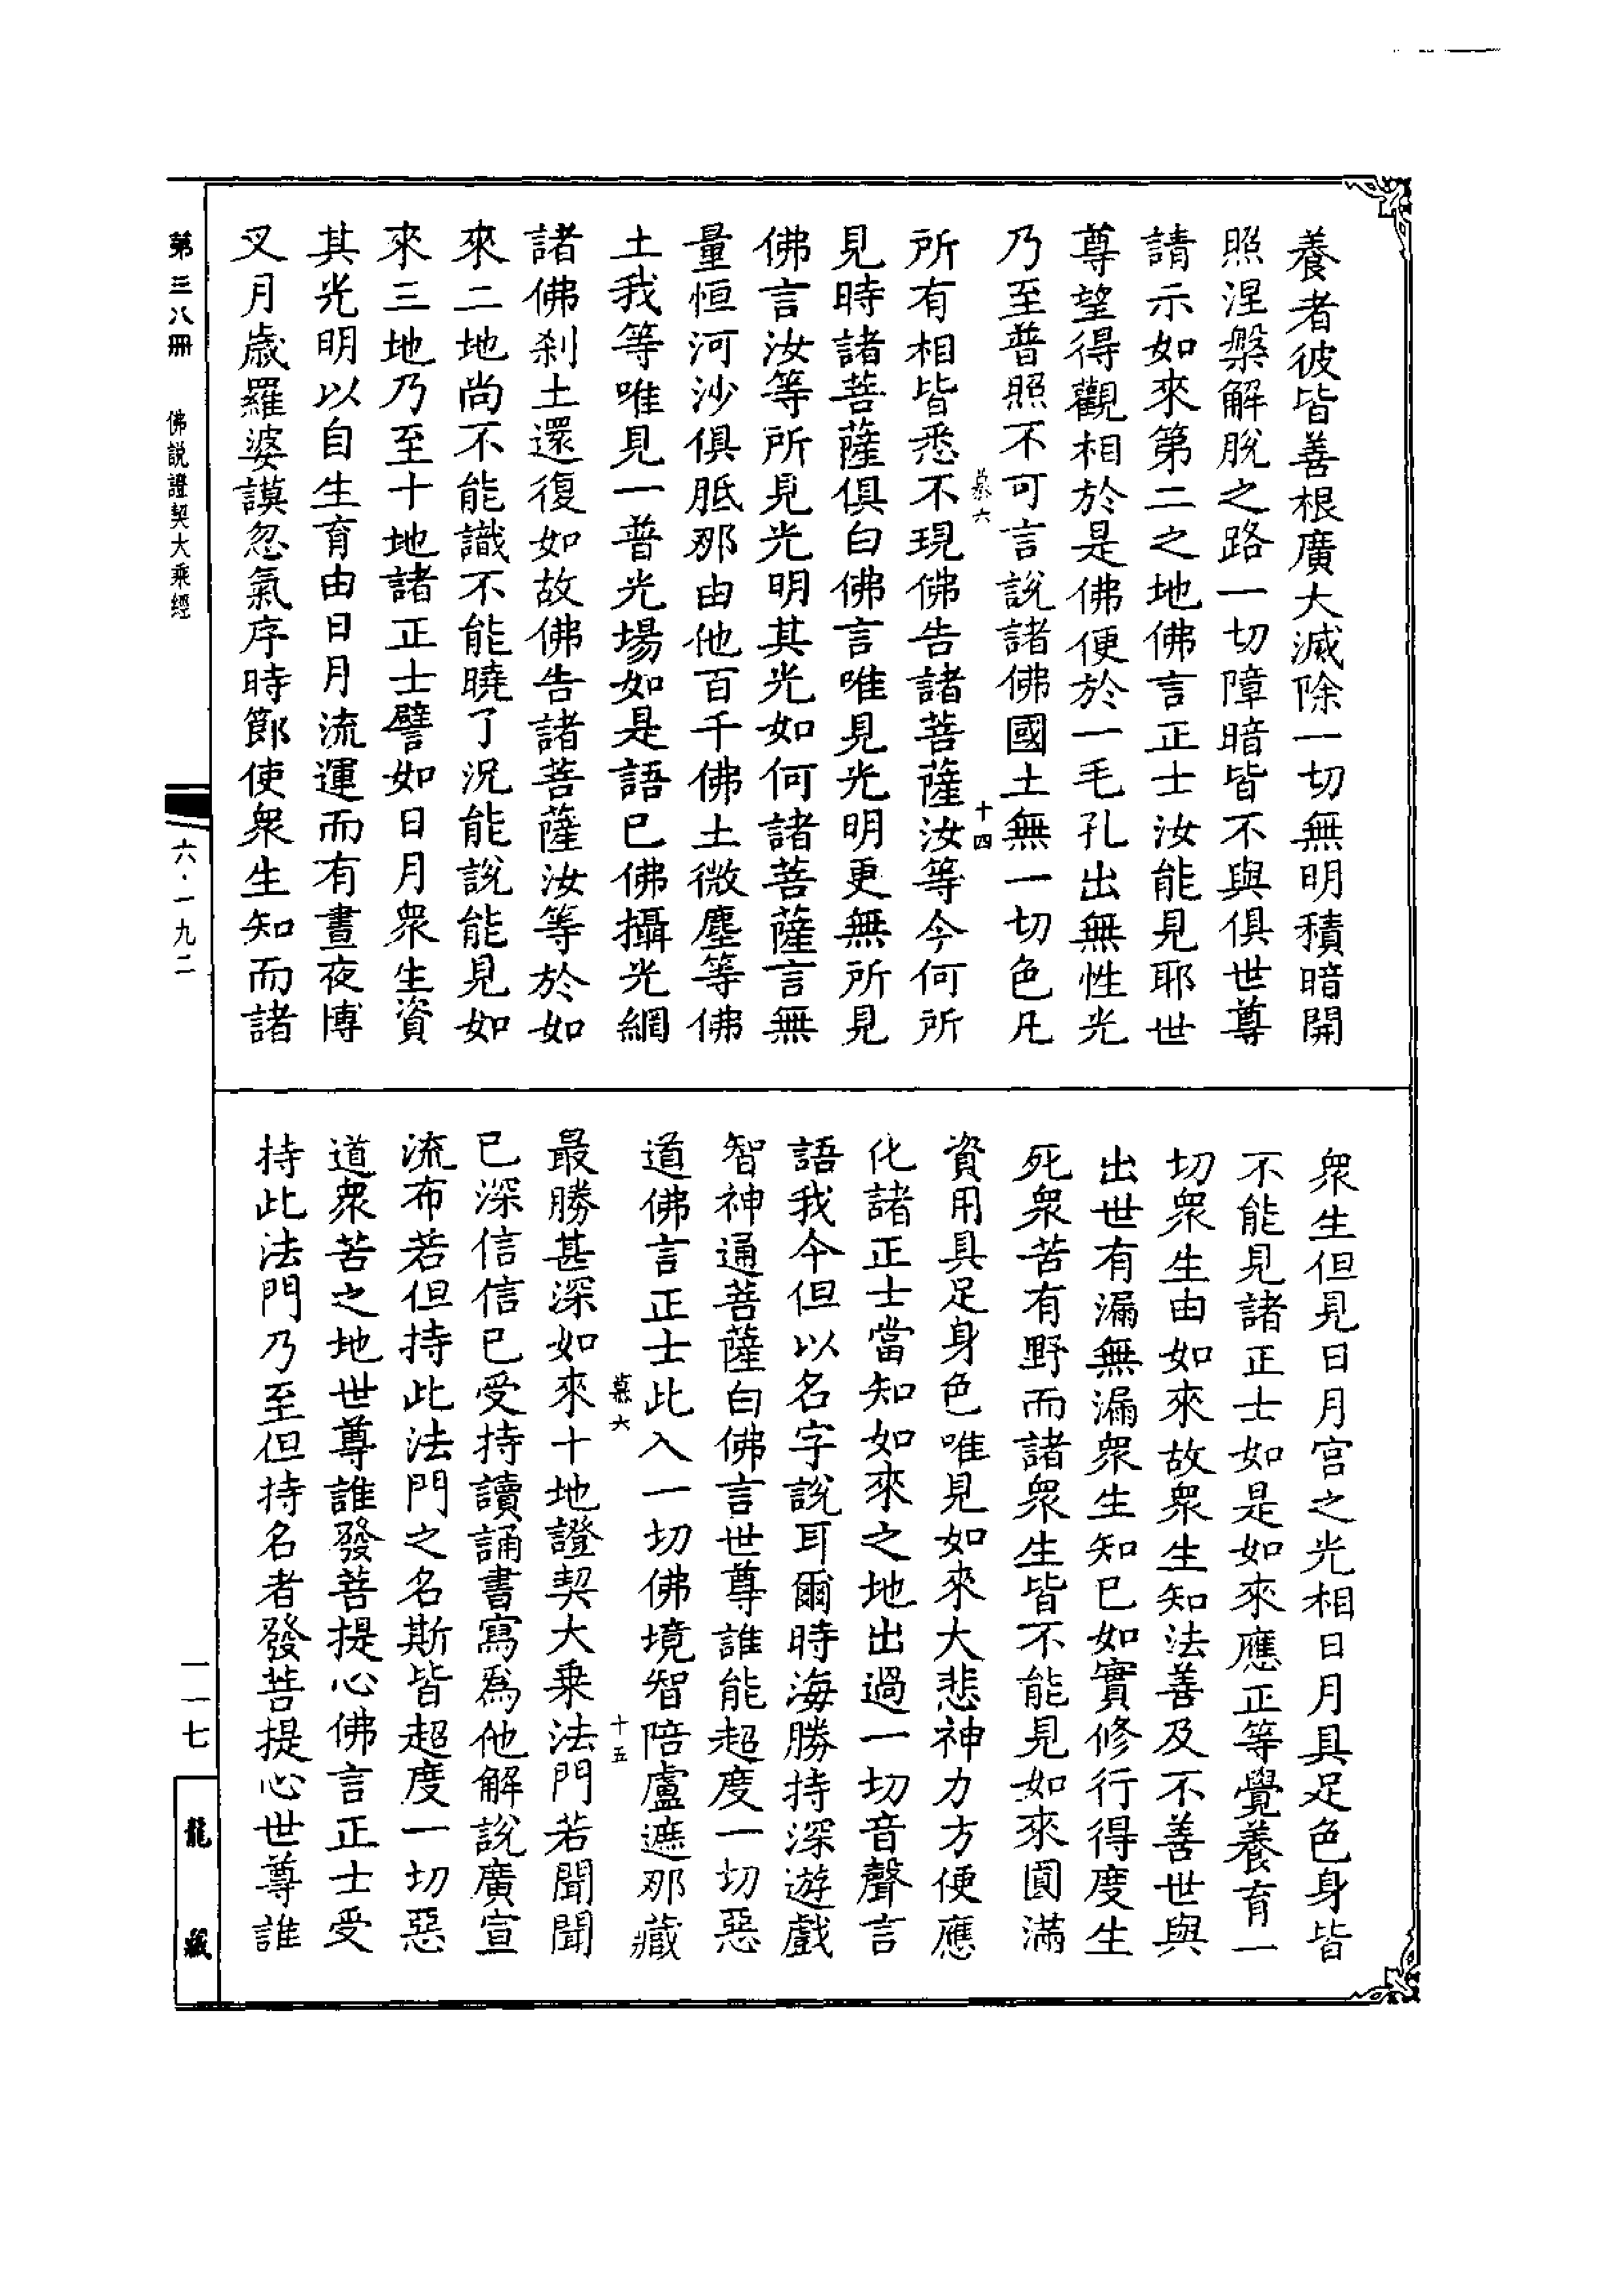 養者彼皆善根廣大滅除一切無明積暗開
照涅槃解脫之路一切障暗皆不與俱世尊
請示如來第二之地佛言正士汝能見耶世
尊望得觀相於是佛便於一毛孔出無性光
乃至普照不可言說諸佛國土無一切色凡
慕六
十四
所有相皆悉不現佛告諸菩薩汝等今何所
見時諸菩薩俱白佛言唯見光明更無所見
佛言汝等所見光明其光如何諸菩薩言無
量恒河沙俱胝那由他百千佛土微塵等佛
土我等唯見一普光場如是語已佛攝光網
諸佛剎土還復如故佛告諸菩薩汝等於如
來二地尚不能識不能曉了況能說能見如
來三地乃至十地諸正士譬如日月衆生資
其光明以自生育由日月流運而有晝夜博
叉月歲羅婆謨忽氣序時節使衆生知而諸
衆生但見日月宮之光相日月具足色身皆
不能見諸正士如是如來應正等覺養育一
切衆生由如來故衆生知法善及不善世與
出世有漏無漏衆生知已如實修行得度生
死衆苦有野而諸衆生皆不能見如來圓滿
資用具足身色唯見如來大悲神力方便應
化諸正士當知如來之地出過一切音聲言
語我今但以名字說耳爾時海勝持深遊戲
智神通菩薩白佛言世尊誰能超度一切惡
道佛言正士此入一切佛境智陪盧遮那藏
慕六
十五
最勝甚深如來十地證契大乗法門若聞聞
已深信信已受持讀誦書寫爲他解說廣宣
流布若但持此法門之名斯皆超度一切惡
道衆苦之地世尊誰發菩提心佛言正士受
持此法門乃至但持名者發菩提心世尊誰
第三八冊
佛説證契大乘經
六·一九二
一一七
龍藏